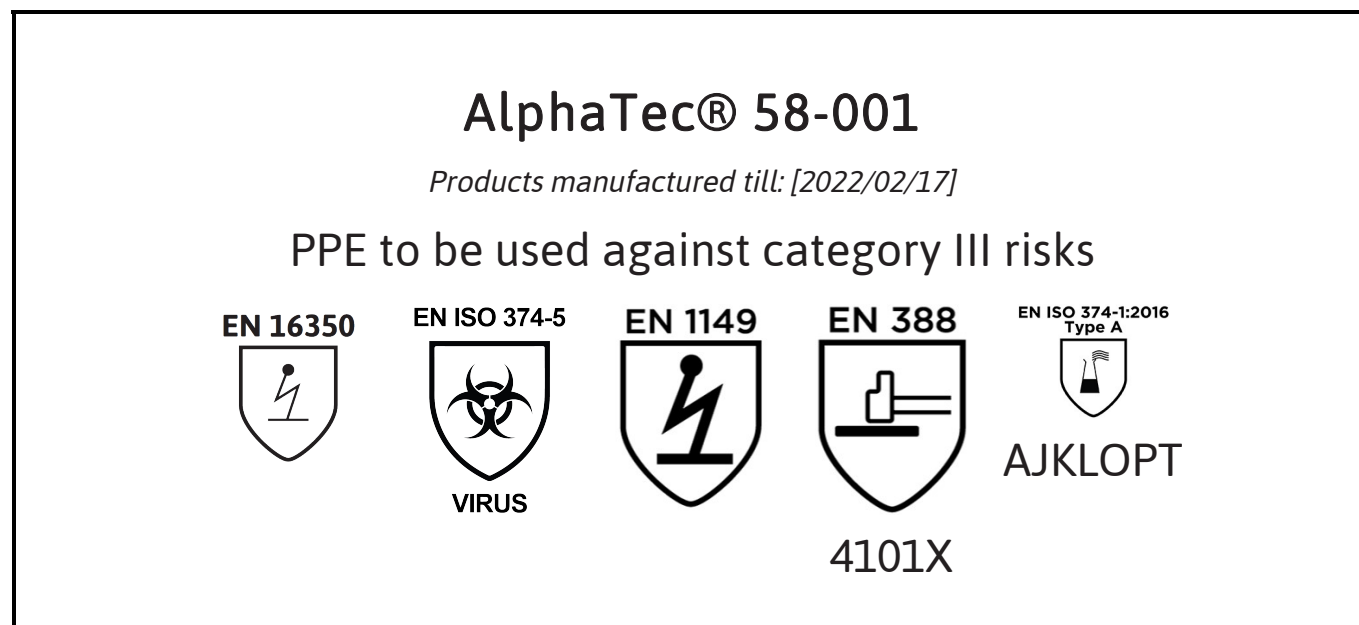 AlphaTec® 58-001
Products manufactured till: [2022/02/17]
PPE to be used against category III risks
EN 16350
EN ISO 374-5
VIRUS
EN 1149
EN 388
4101X
EN ISO 374-1:2016
Type A
AJKLOPT